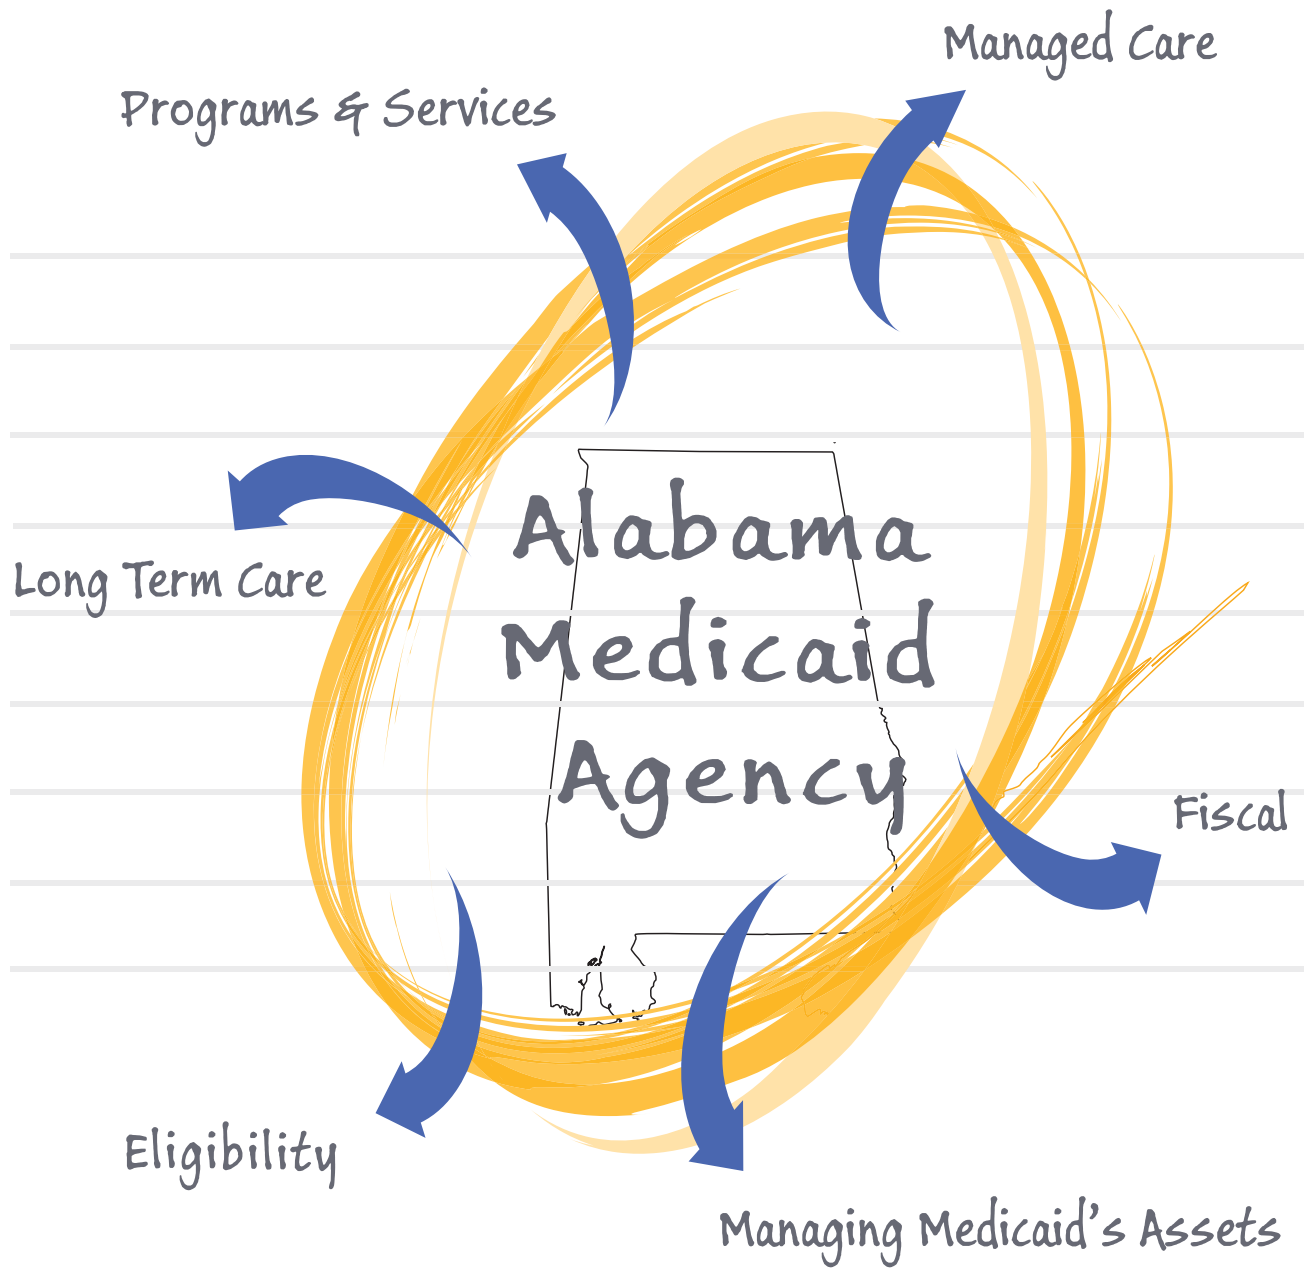 Managed Care
Programs & Services
Alabama
Long Term Care
Medicaid
Agency
Fiscal
Eligibility
Managing Medicaid's Assets